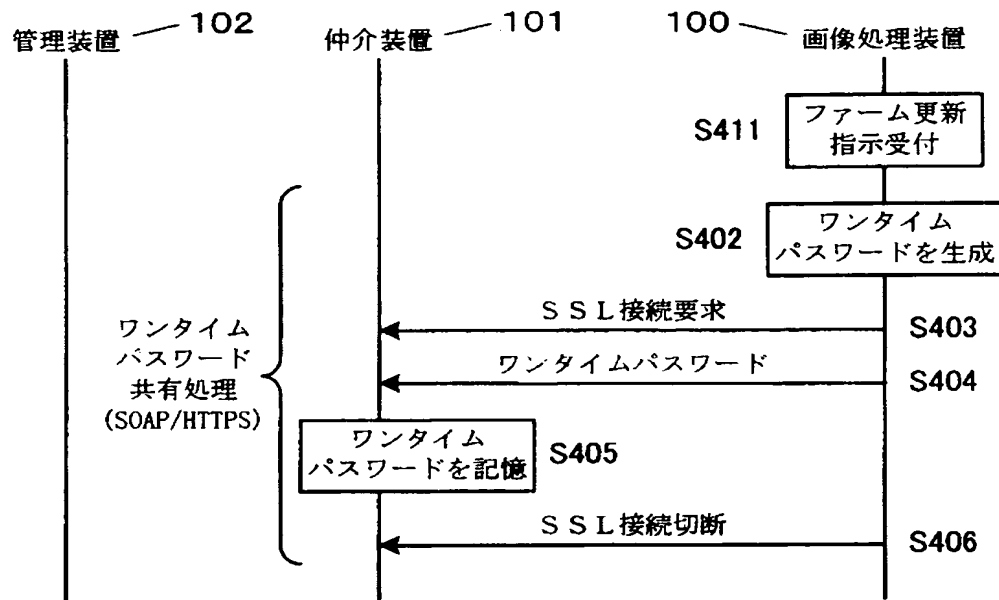 管理装置 102
仲介装置 101
100 画像処理装置
S411
ファーム更新
指示受付
S402
ワンタイム
パスワードを生成
SSL接続要求
S403
ワンタイム
パスワード
共有処理
(SOAP/HTTPS)
ワンタイムパスワード
S404
ワンタイム
パスワードを記憶
S405
SSL接続切断
S406